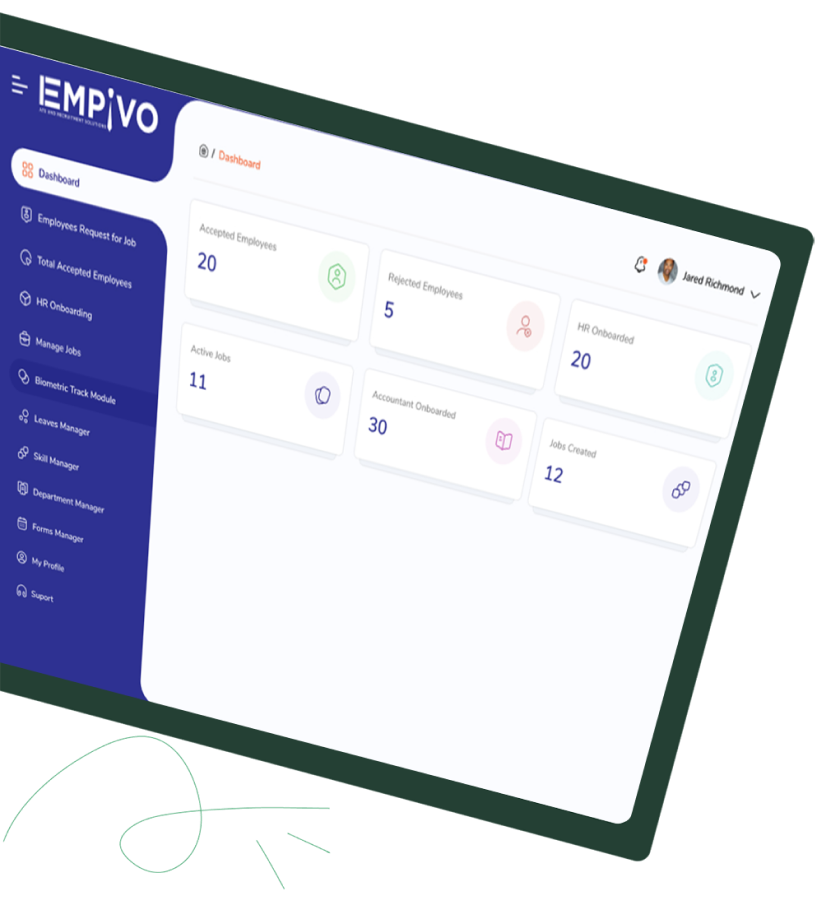 EMPIVO
ATS AND RECRUITMENT SOLUTIONS
Dashboard
Employees Request for Job
Total Accepted Employees
HR Onboarding
Manage Jobs
Biometric Track Module
Leaves Manager
Skill Manager
Department Manager
Forms Manager
My Profile
Suport
/ Dashboard
Jared Richmond
Accepted Employees
20
Rejected Employees
5
HR Onboarded
20
Active Jobs
11
Accountant Onboarded
30
Jobs Created
12